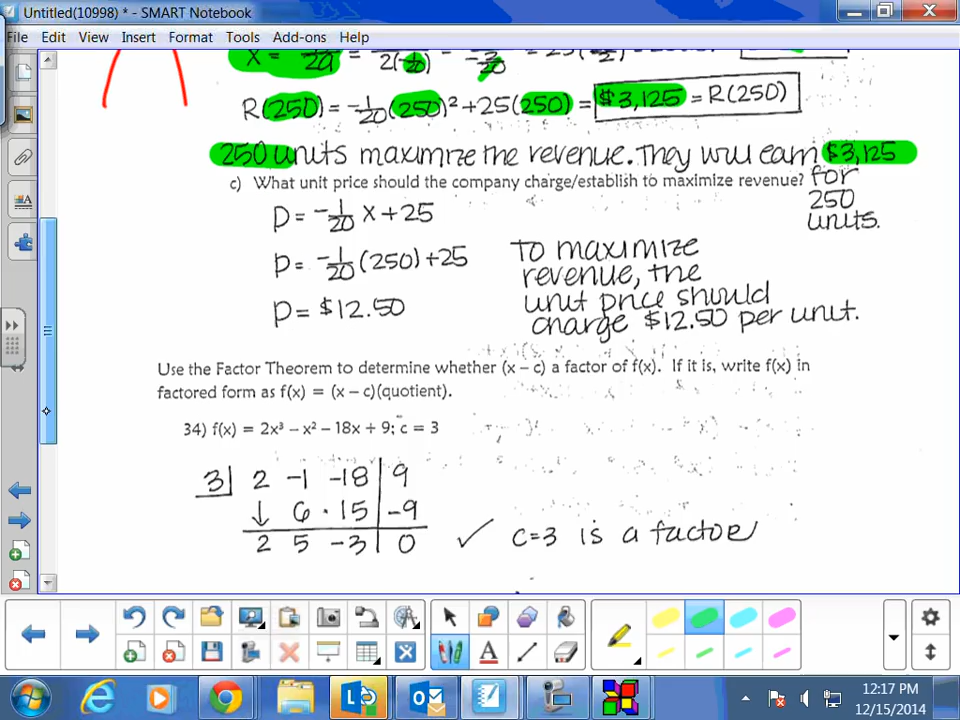 Untitled(10998) * - SMART Notebook
File Edit View Insert Format Tools Add-ons Help
R(250) = -1/20(250)² + 25(250) = $3,125 = R(250)
250 units maximize the revenue. They will earn $3,125
for
250
units.
c) What unit price should the company charge/establish to maximize revenue?
p = -1/20 x + 25
p = -1/20 (250) + 25
p = $12.50
To maximize
revenue, the
unit price should
charge $12.50 per unit.
Use the Factor Theorem to determine whether (x – c) a factor of f(x). If it is, write f(x) in
factored form as f(x) = (x – c)(quotient).
34) f(x) = 2x³ – x² – 18x + 9; c = 3
3| 2 -1 -18 | 9
↓ 6 15 | -9
2 5 -3 | 0 ✓ c=3 is a factor
12:17 PM
12/15/2014